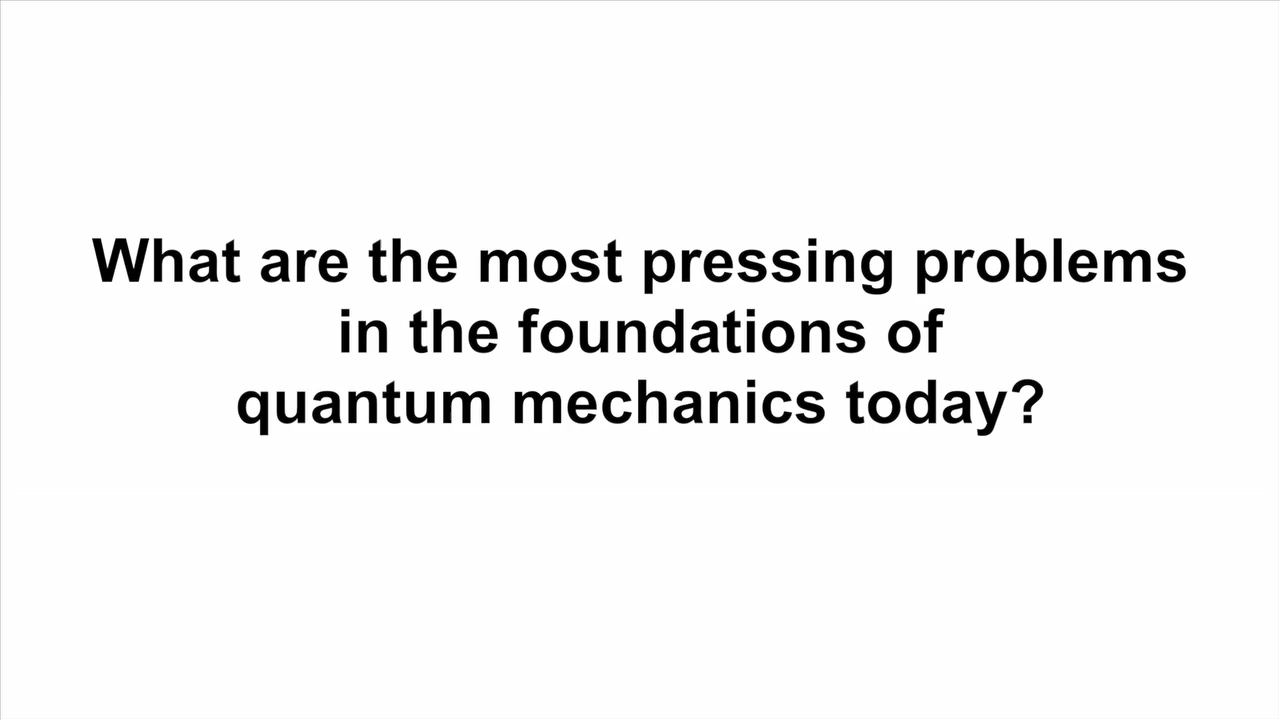 What are the most pressing problems
in the foundations of
quantum mechanics today?